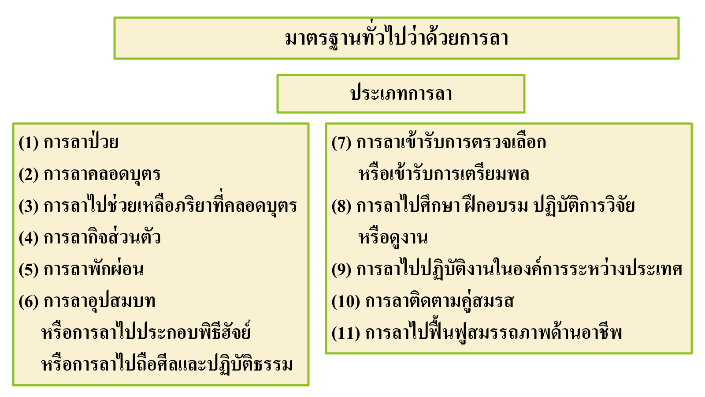 มาตรฐานทั่วไปว่าด้วยการลา
ประเภทการลา
(1) การลาป่วย
(2) การลาคลอดบุตร
(3) การลาไปช่วยเหลือภริยาที่คลอดบุตร
(4) การลากิจส่วนตัว
(5) การลาพักผ่อน
(6) การลาอุปสมบท
หรือการลาไปประกอบพิธีฮัจย์
หรือการลาไปถือศีลและปฏิบัติธรรม
(7) การลาเข้ารับการตรวจเลือก
หรือเข้ารับการเตรียมพล
(8) การลาไปศึกษา ฝึกอบรม ปฏิบัติการวิจัย
หรือดูงาน
(9) การลาไปปฏิบัติงานในองค์การระหว่างประเทศ
(10) การลาติดตามคู่สมรส
(11) การลาไปฟื้นฟูสมรรถภาพด้านอาชีพ